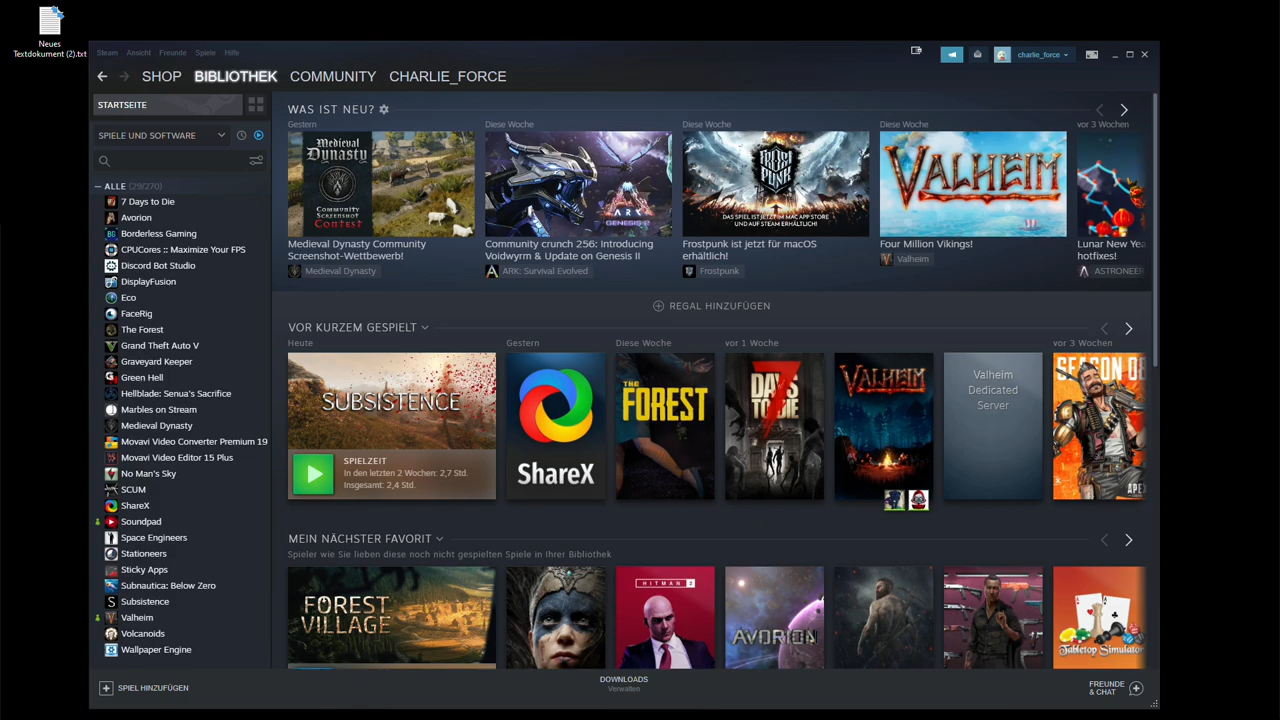 Neues
Textdokument (2).txt
Steam Ansicht Freunde Spiele Hilfe
charlie_force
SHOP BIBLIOTHEK COMMUNITY CHARLIE_FORCE
STARTSEITE
SPIELE UND SOFTWARE
ALLE (29/270)
7 Days to Die
Avorion
Borderless Gaming
CPUCores :: Maximize Your FPS
Discord Bot Studio
DisplayFusion
Eco
FaceRig
The Forest
Grand Theft Auto V
Graveyard Keeper
Green Hell
Hellblade: Senua's Sacrifice
Marbles on Stream
Medieval Dynasty
Movavi Video Converter Premium 19
Movavi Video Editor 15 Plus
No Man's Sky
SCUM
ShareX
Soundpad
Space Engineers
Stationeers
Sticky Apps
Subnautica: Below Zero
Subsistence
Valheim
Volcanoids
Wallpaper Engine
SPIEL HINZUFÜGEN
WAS IST NEU?
Gestern
Medieval
Dynasty
COMMUNITY
SCREENSHOT
CONTEST
Medieval Dynasty Community
Screenshot-Wettbewerb!
Medieval Dynasty
Diese Woche
ARK
GENESIS 2
Community crunch 256: Introducing
Voidwyrm & Update on Genesis II
ARK: Survival Evolved
Diese Woche
FROST
PUNK
DAS SPIEL IST JETZT IM MAC APP STORE
UND AUF STEAM ERHÄLTLICH!
Frostpunk ist jetzt für macOS
erhältlich!
Frostpunk
Diese Woche
VALHEIM
Four Million Vikings!
Valheim
vor 3 Wochen
Lunar New Yea
hotfixes!
ASTRONEER
REGAL HINZUFÜGEN
VOR KURZEM GESPIELT
Heute
SUBSISTENCE
SPIELZEIT
In den letzten 2 Wochen: 2,7 Std.
Insgesamt: 2,4 Std.
Gestern
ShareX
Diese Woche
THE
FOREST
vor 1 Woche
7
DAYS
TO DIE
VALHEIM
Valheim
Dedicated
Server
vor 3 Wochen
SEASON 08
APEX
MEIN NÄCHSTER FAVORIT
Spieler wie Sie lieben diese noch nicht gespielten Spiele in Ihrer Bibliothek
FOREST
VILLAGE
HITMAN 2
AVORION
Tabletop Simulator
DOWNLOADS
Verwalten
FREUNDE
& CHAT